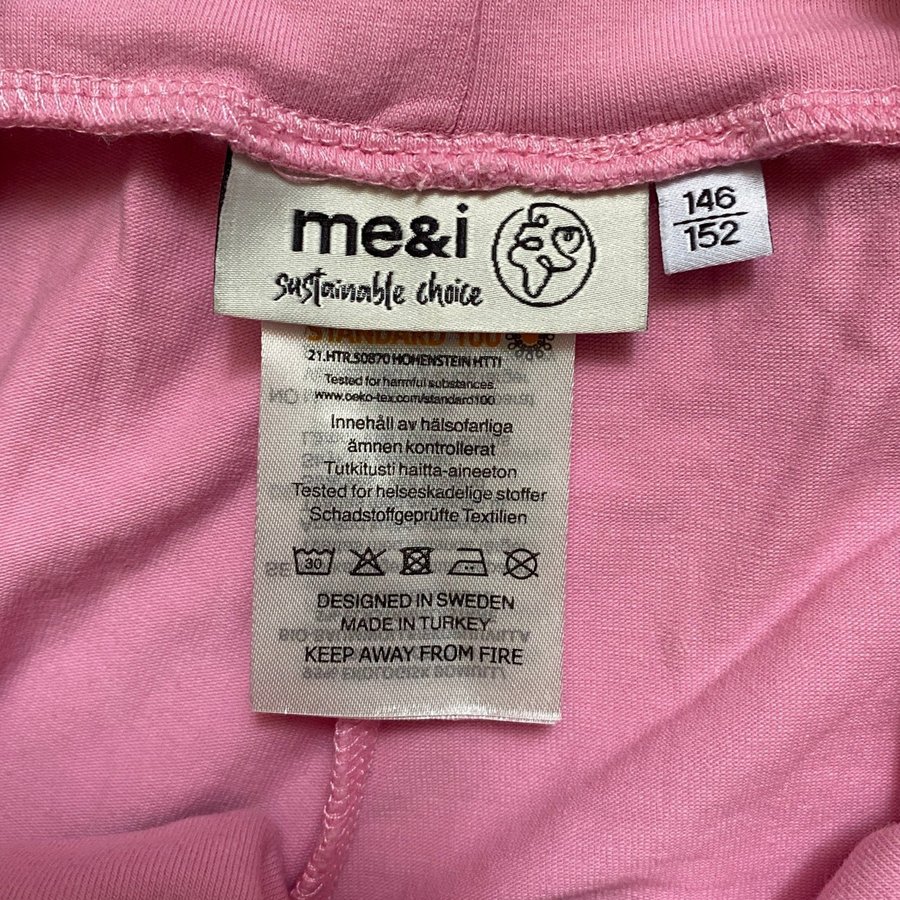 me&i
sustainable choice
146
152
STANDARD 100
21.HTR.50870 HOHENSTEIN HTTI
Tested for harmful substances.
www.oeko-tex.com/standard100
Innehåll av hälsofarliga
ämnen kontrollerat
Tutkitusti haitta-aineeton
Tested for helseskadelige stoffer
Schadstoffgeprüfte Textilien
30
DESIGNED IN SWEDEN
MADE IN TURKEY
KEEP AWAY FROM FIRE